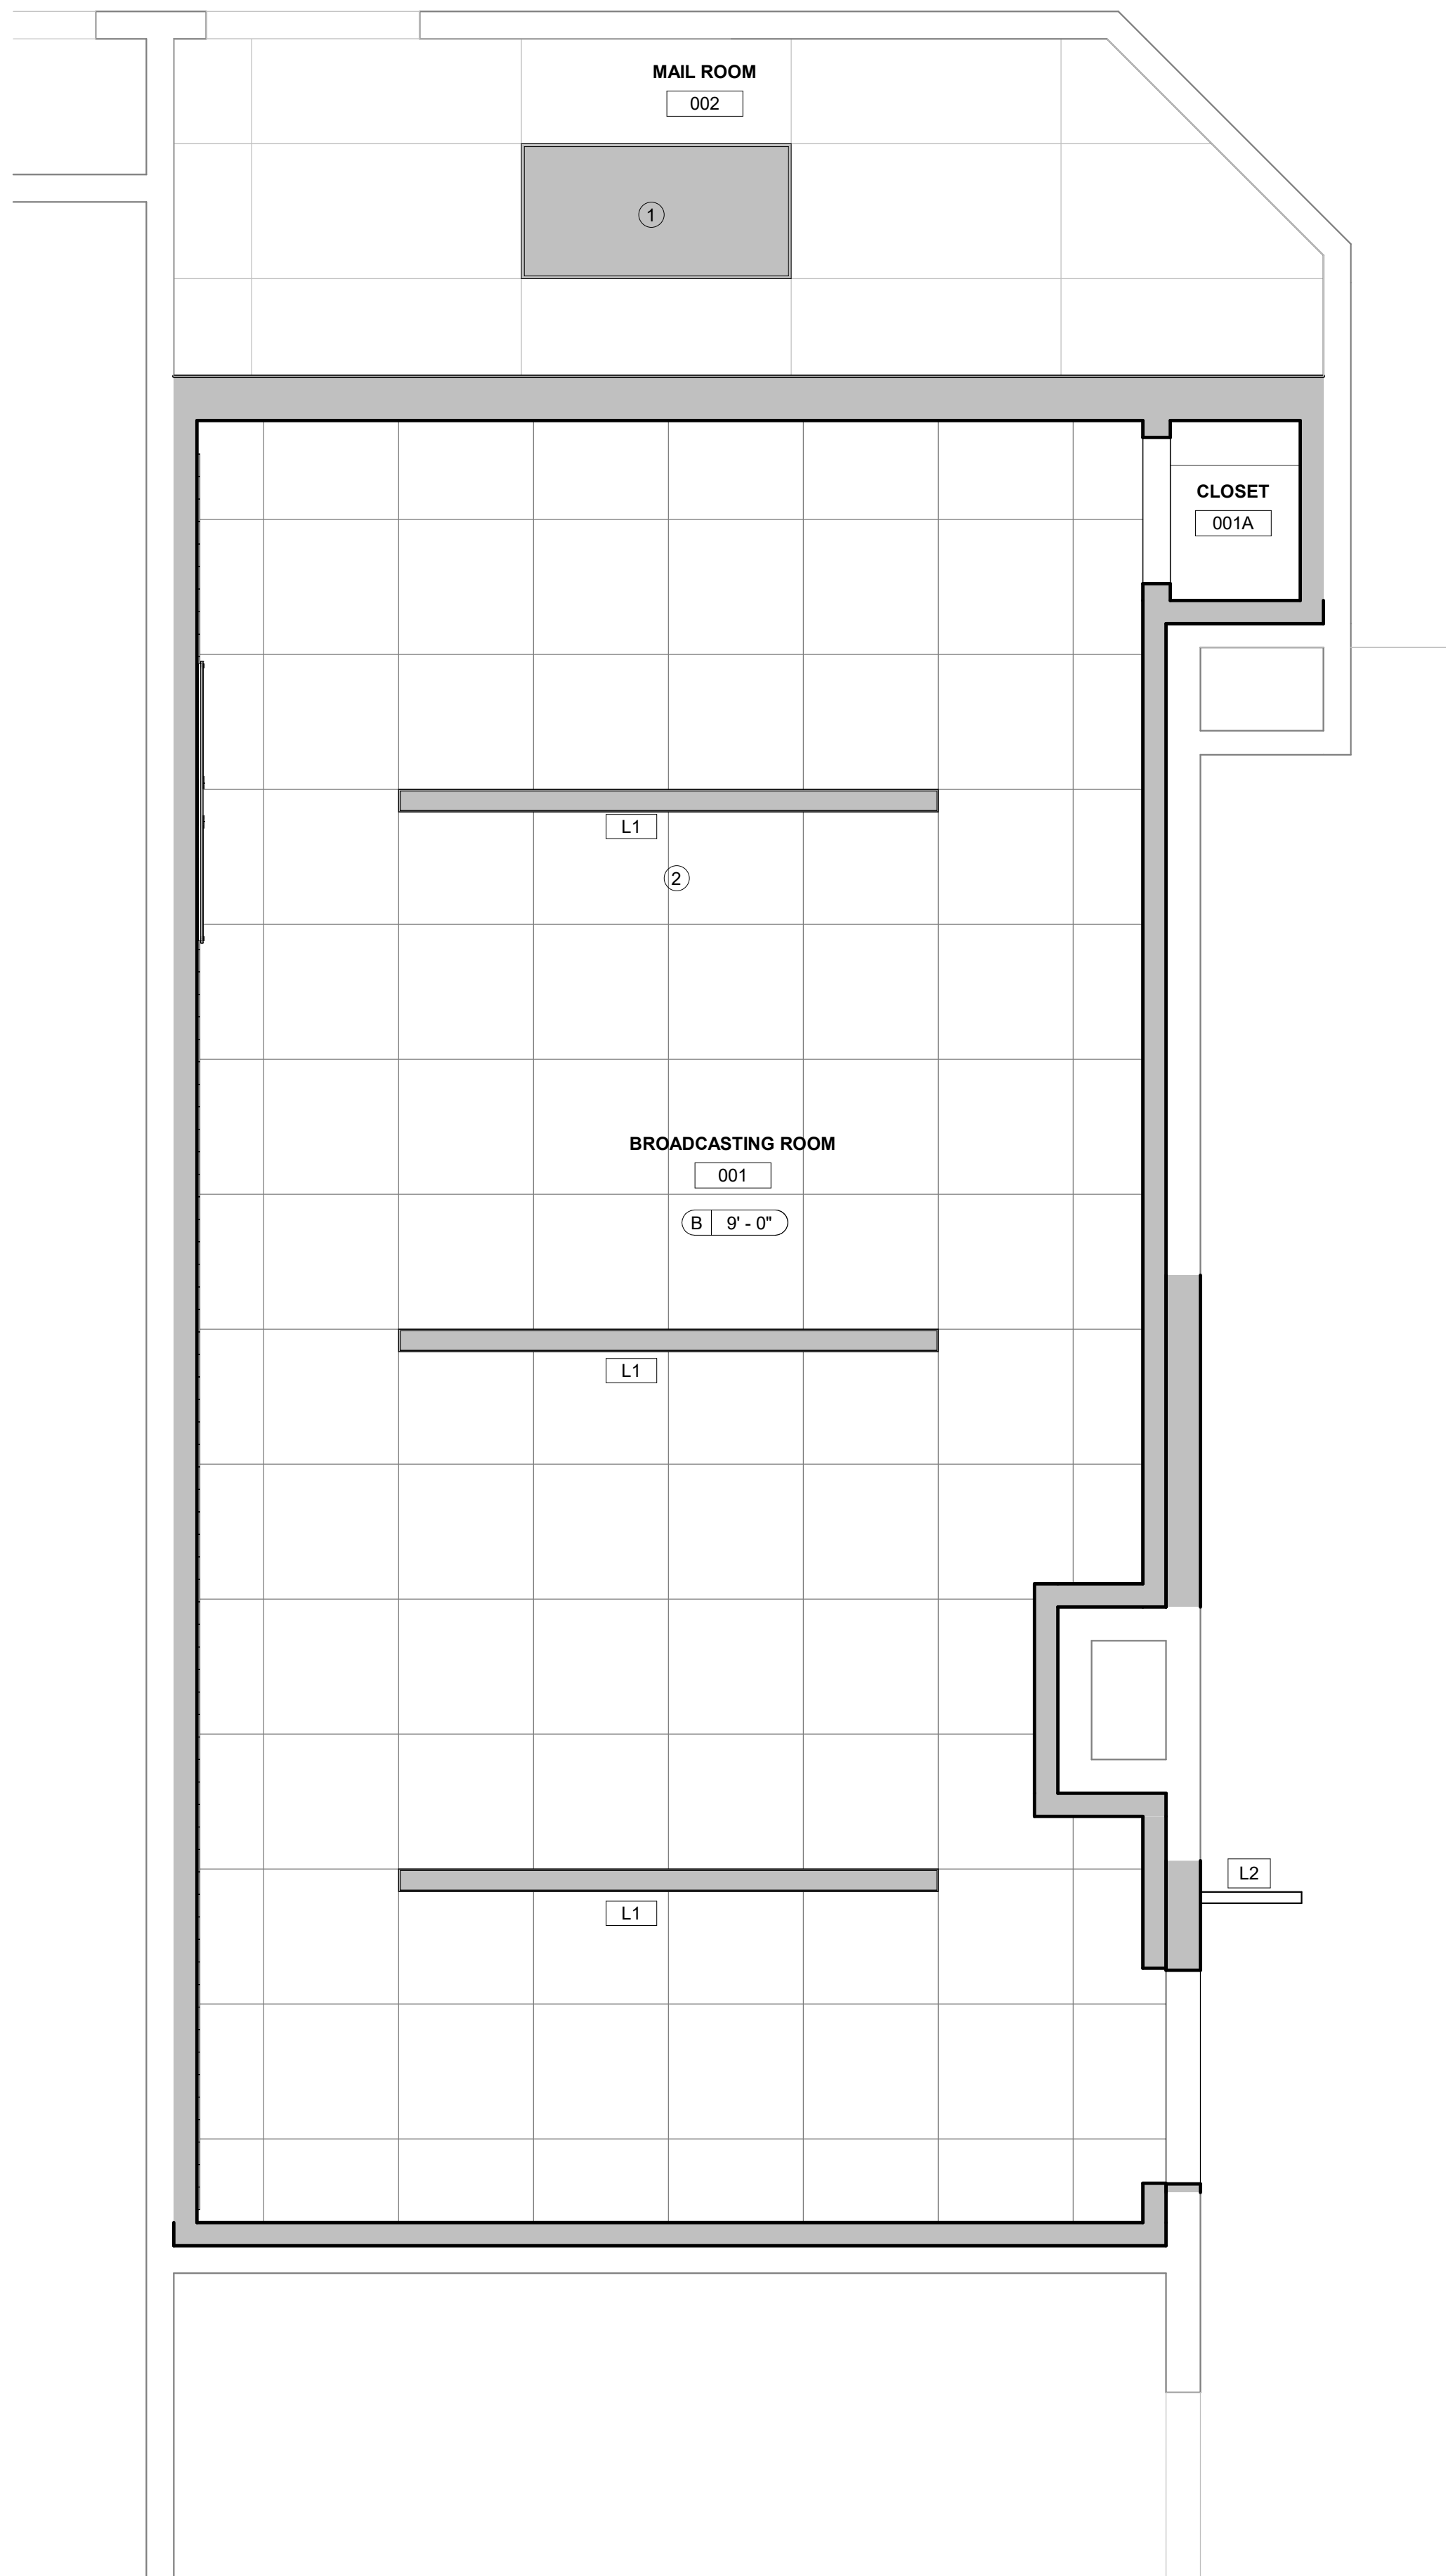 MAIL ROOM
002
1
CLOSET
001A
L1
2
BROADCASTING ROOM
001
B 9' - 0"
L1
L2
L1